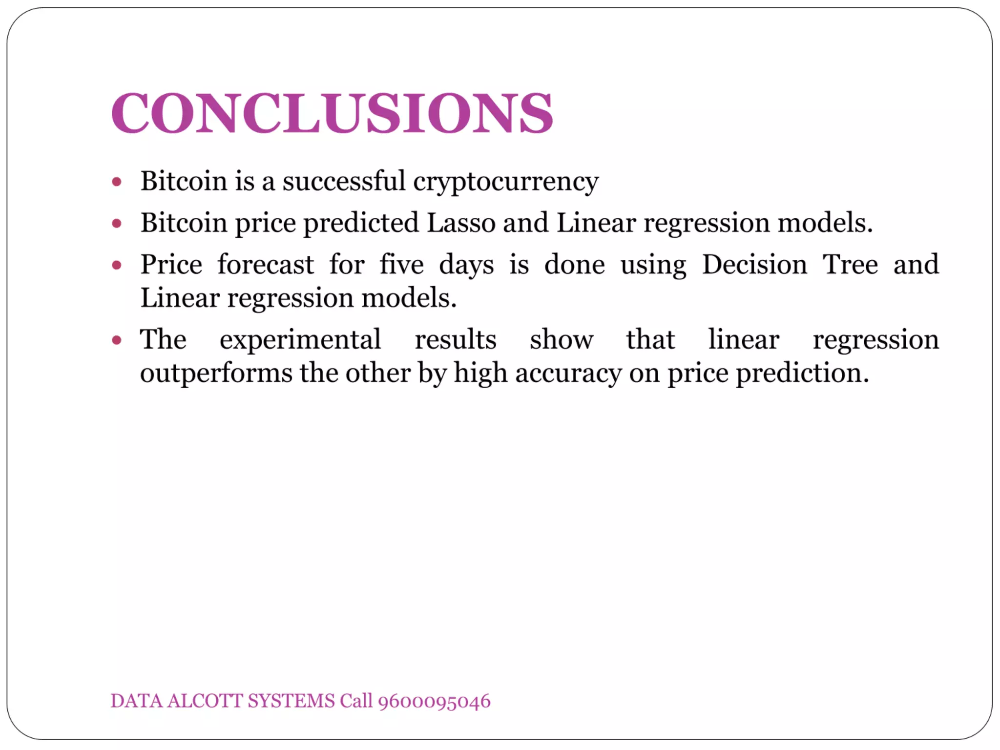 CONCLUSIONS
• Bitcoin is a successful cryptocurrency
• Bitcoin price predicted Lasso and Linear regression models.
• Price forecast for five days is done using Decision Tree and
Linear regression models.
• The experimental results show that linear regression
outperforms the other by high accuracy on price prediction.
DATA ALCOTT SYSTEMS Call 9600095046